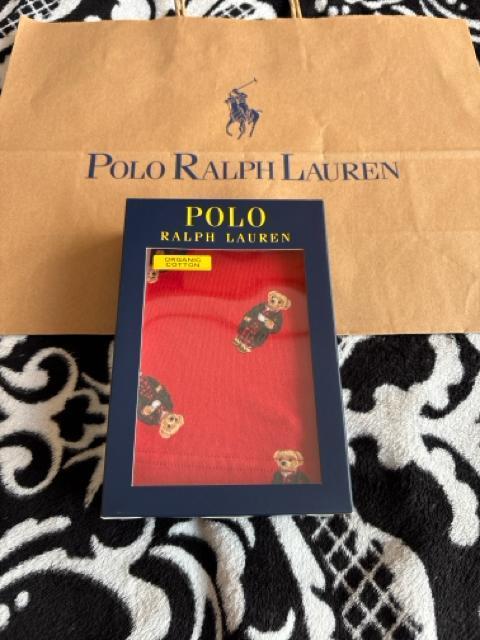 POLO RALPH LAUREN
POLO
RALPH LAUREN
ORGANIC
COTTON